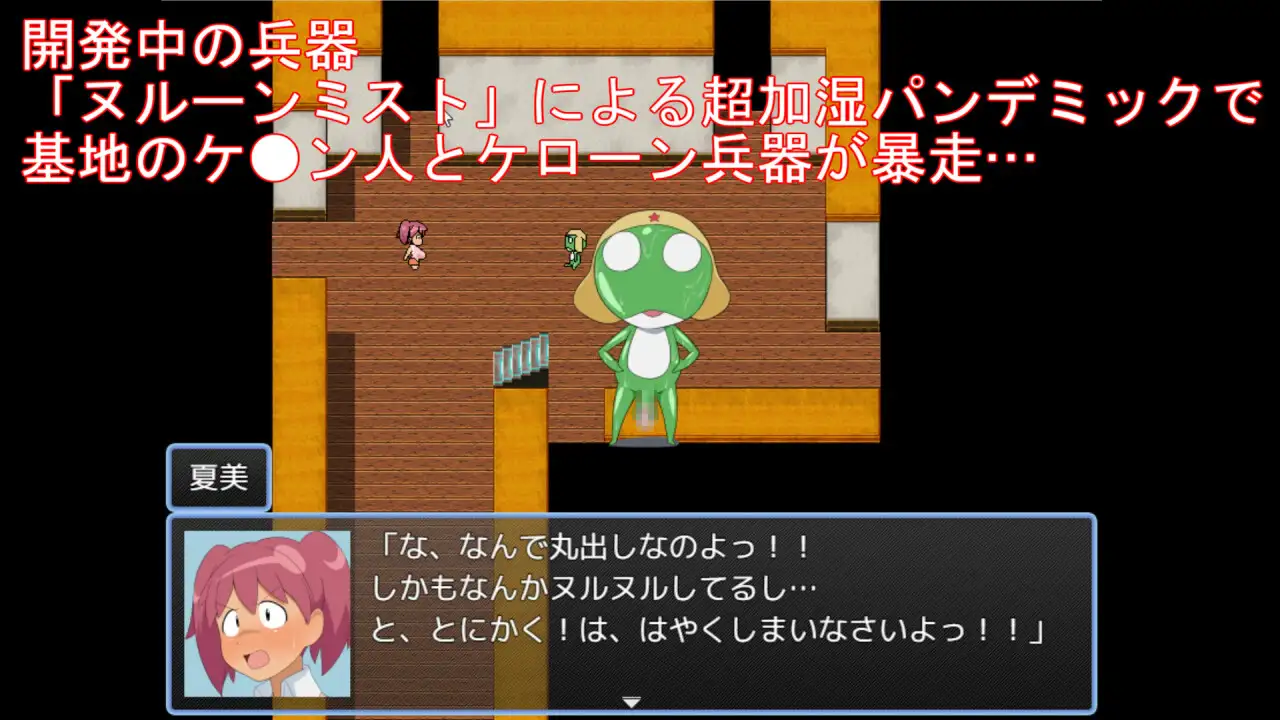 開発中の兵器
「ヌルーンミスト」による超加湿パンデミックで
基地のケ●ン人とケローン兵器が暴走…
夏美
「な、なんで丸出しなのよっ！！
しかもなんかヌルヌルしてるし…
と、とにかく！は、はやくしまいなさいよっ！！」